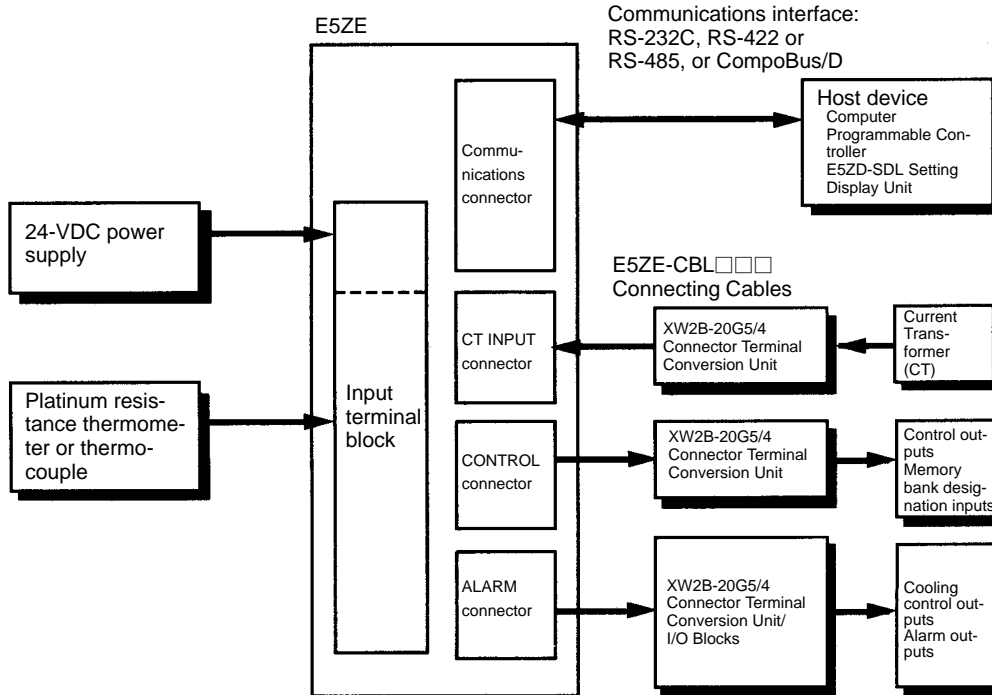 E5ZE
Communications interface:
RS-232C, RS-422 or
RS-485, or CompoBus/D
Host device
Computer
Programmable Con-
troller
E5ZD-SDL Setting
Display Unit
Commu-
nications
connector
24-VDC power
supply
E5ZE-CBL□□□
Connecting Cables
CT INPUT
connector
XW2B-20G5/4
Connector Terminal
Conversion Unit
Current
Trans-
former
(CT)
Platinum resis-
tance thermome-
ter or thermo-
couple
Input
terminal
block
CONTROL
connector
XW2B-20G5/4
Connector Terminal
Conversion Unit
Control out-
puts
Memory
bank desig-
nation inputs
ALARM
connector
XW2B-20G5/4
Connector Terminal
Conversion Unit/
I/O Blocks
Cooling
control out-
puts
Alarm out-
puts